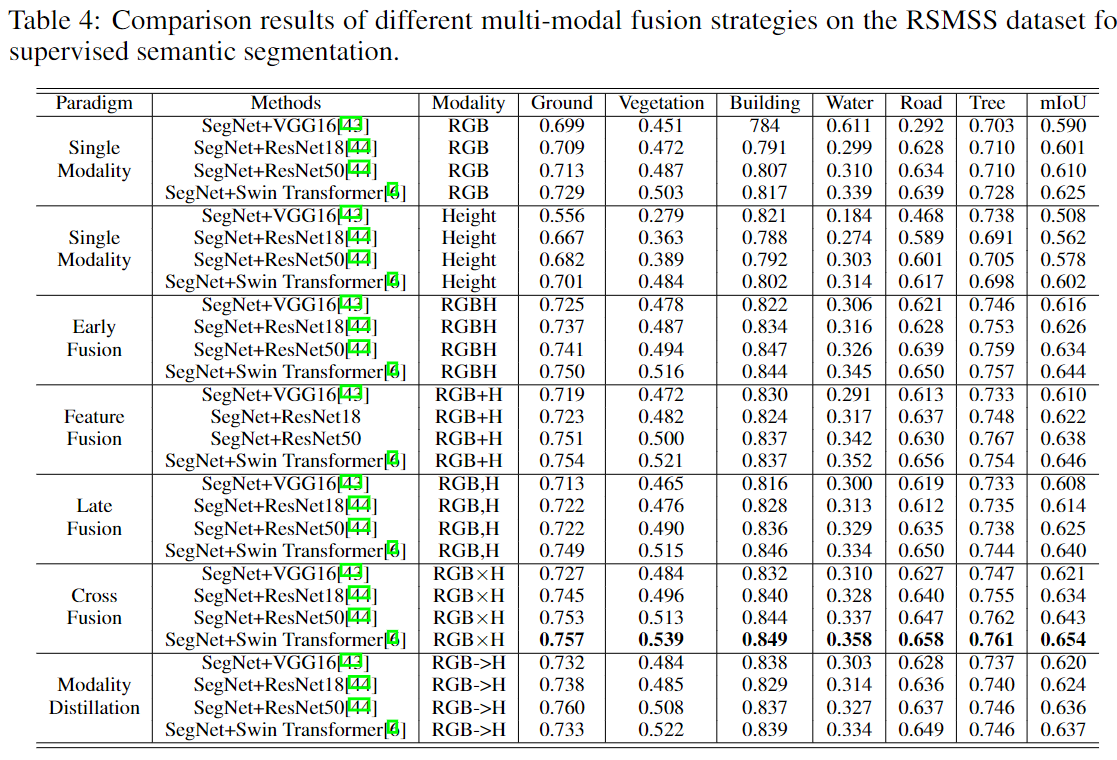 Table 4: Comparison results of different multi-modal fusion strategies on the RSMSS dataset fo
supervised semantic segmentation.
Paradigm Methods Modality Ground Vegetation Building Water Road Tree mIoU
Single Modality
SegNet+VGG16[43] RGB 0.699 0.451 784 0.611 0.292 0.703 0.590
SegNet+ResNet18[44] RGB 0.709 0.472 0.791 0.299 0.628 0.710 0.601
SegNet+ResNet50[44] RGB 0.713 0.487 0.807 0.310 0.634 0.710 0.610
SegNet+Swin Transformer[6] RGB 0.729 0.503 0.817 0.339 0.639 0.728 0.625
Single Modality
SegNet+VGG16[43] Height 0.556 0.279 0.821 0.184 0.468 0.738 0.508
SegNet+ResNet18[44] Height 0.667 0.363 0.788 0.274 0.589 0.691 0.562
SegNet+ResNet50[44] Height 0.682 0.389 0.792 0.303 0.601 0.705 0.578
SegNet+Swin Transformer[6] Height 0.701 0.484 0.802 0.314 0.617 0.698 0.602
Early Fusion
SegNet+VGG16[43] RGBH 0.725 0.478 0.822 0.306 0.621 0.746 0.616
SegNet+ResNet18[44] RGBH 0.737 0.487 0.834 0.316 0.628 0.753 0.626
SegNet+ResNet50[44] RGBH 0.741 0.494 0.847 0.326 0.639 0.759 0.634
SegNet+Swin Transformer[6] RGBH 0.750 0.516 0.844 0.345 0.650 0.757 0.644
Feature Fusion
SegNet+VGG16[43] RGB+H 0.719 0.472 0.830 0.291 0.613 0.733 0.610
SegNet+ResNet18 RGB+H 0.723 0.482 0.824 0.317 0.637 0.748 0.622
SegNet+ResNet50 RGB+H 0.751 0.500 0.837 0.342 0.630 0.767 0.638
SegNet+Swin Transformer[6] RGB+H 0.754 0.521 0.837 0.352 0.656 0.754 0.646
Late Fusion
SegNet+VGG16[43] RGB,H 0.713 0.465 0.816 0.300 0.619 0.733 0.608
SegNet+ResNet18[44] RGB,H 0.722 0.476 0.828 0.313 0.612 0.735 0.614
SegNet+ResNet50[44] RGB,H 0.722 0.490 0.836 0.329 0.635 0.738 0.625
SegNet+Swin Transformer[6] RGB,H 0.749 0.515 0.846 0.334 0.650 0.744 0.640
Cross Fusion
SegNet+VGG16[43] RGB×H 0.727 0.484 0.832 0.310 0.627 0.747 0.621
SegNet+ResNet18[44] RGB×H 0.745 0.496 0.840 0.328 0.640 0.755 0.634
SegNet+ResNet50[44] RGB×H 0.753 0.513 0.844 0.337 0.647 0.762 0.643
SegNet+Swin Transformer[6] RGB×H 0.757 0.539 0.849 0.358 0.658 0.761 0.654
Modality Distillation
SegNet+VGG16[43] RGB->H 0.732 0.484 0.838 0.303 0.628 0.737 0.620
SegNet+ResNet18[44] RGB->H 0.738 0.485 0.829 0.314 0.636 0.740 0.624
SegNet+ResNet50[44] RGB->H 0.760 0.508 0.837 0.327 0.637 0.746 0.636
SegNet+Swin Transformer[6] RGB->H 0.733 0.522 0.839 0.334 0.649 0.746 0.637